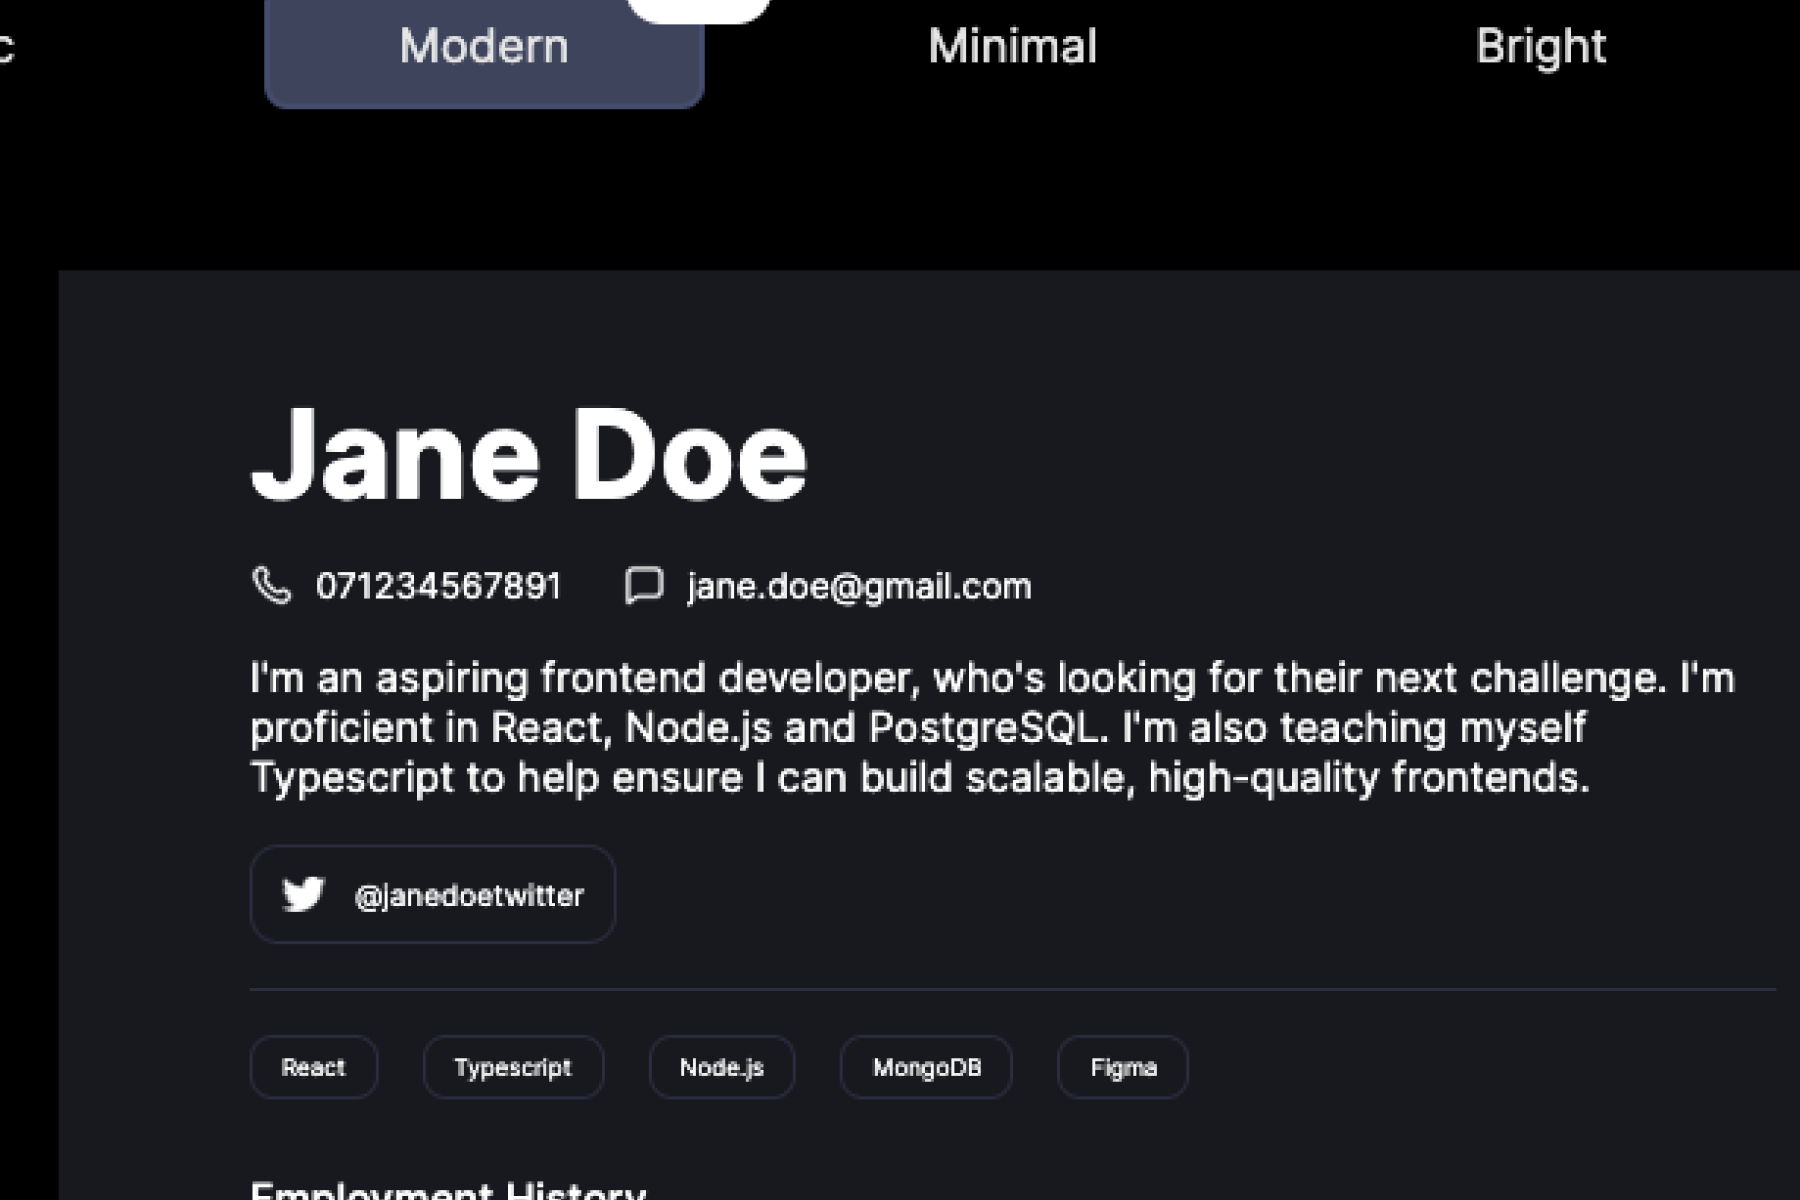 Modern Minimal Bright
Jane Doe
071234567891 jane.doe@gmail.com
I'm an aspiring frontend developer, who's looking for their next challenge. I'm
proficient in React, Node.js and PostgreSQL. I'm also teaching myself
Typescript to help ensure I can build scalable, high-quality frontends.
@janedoetwitter
React Typescript Node.js MongoDB Figma
Employment History